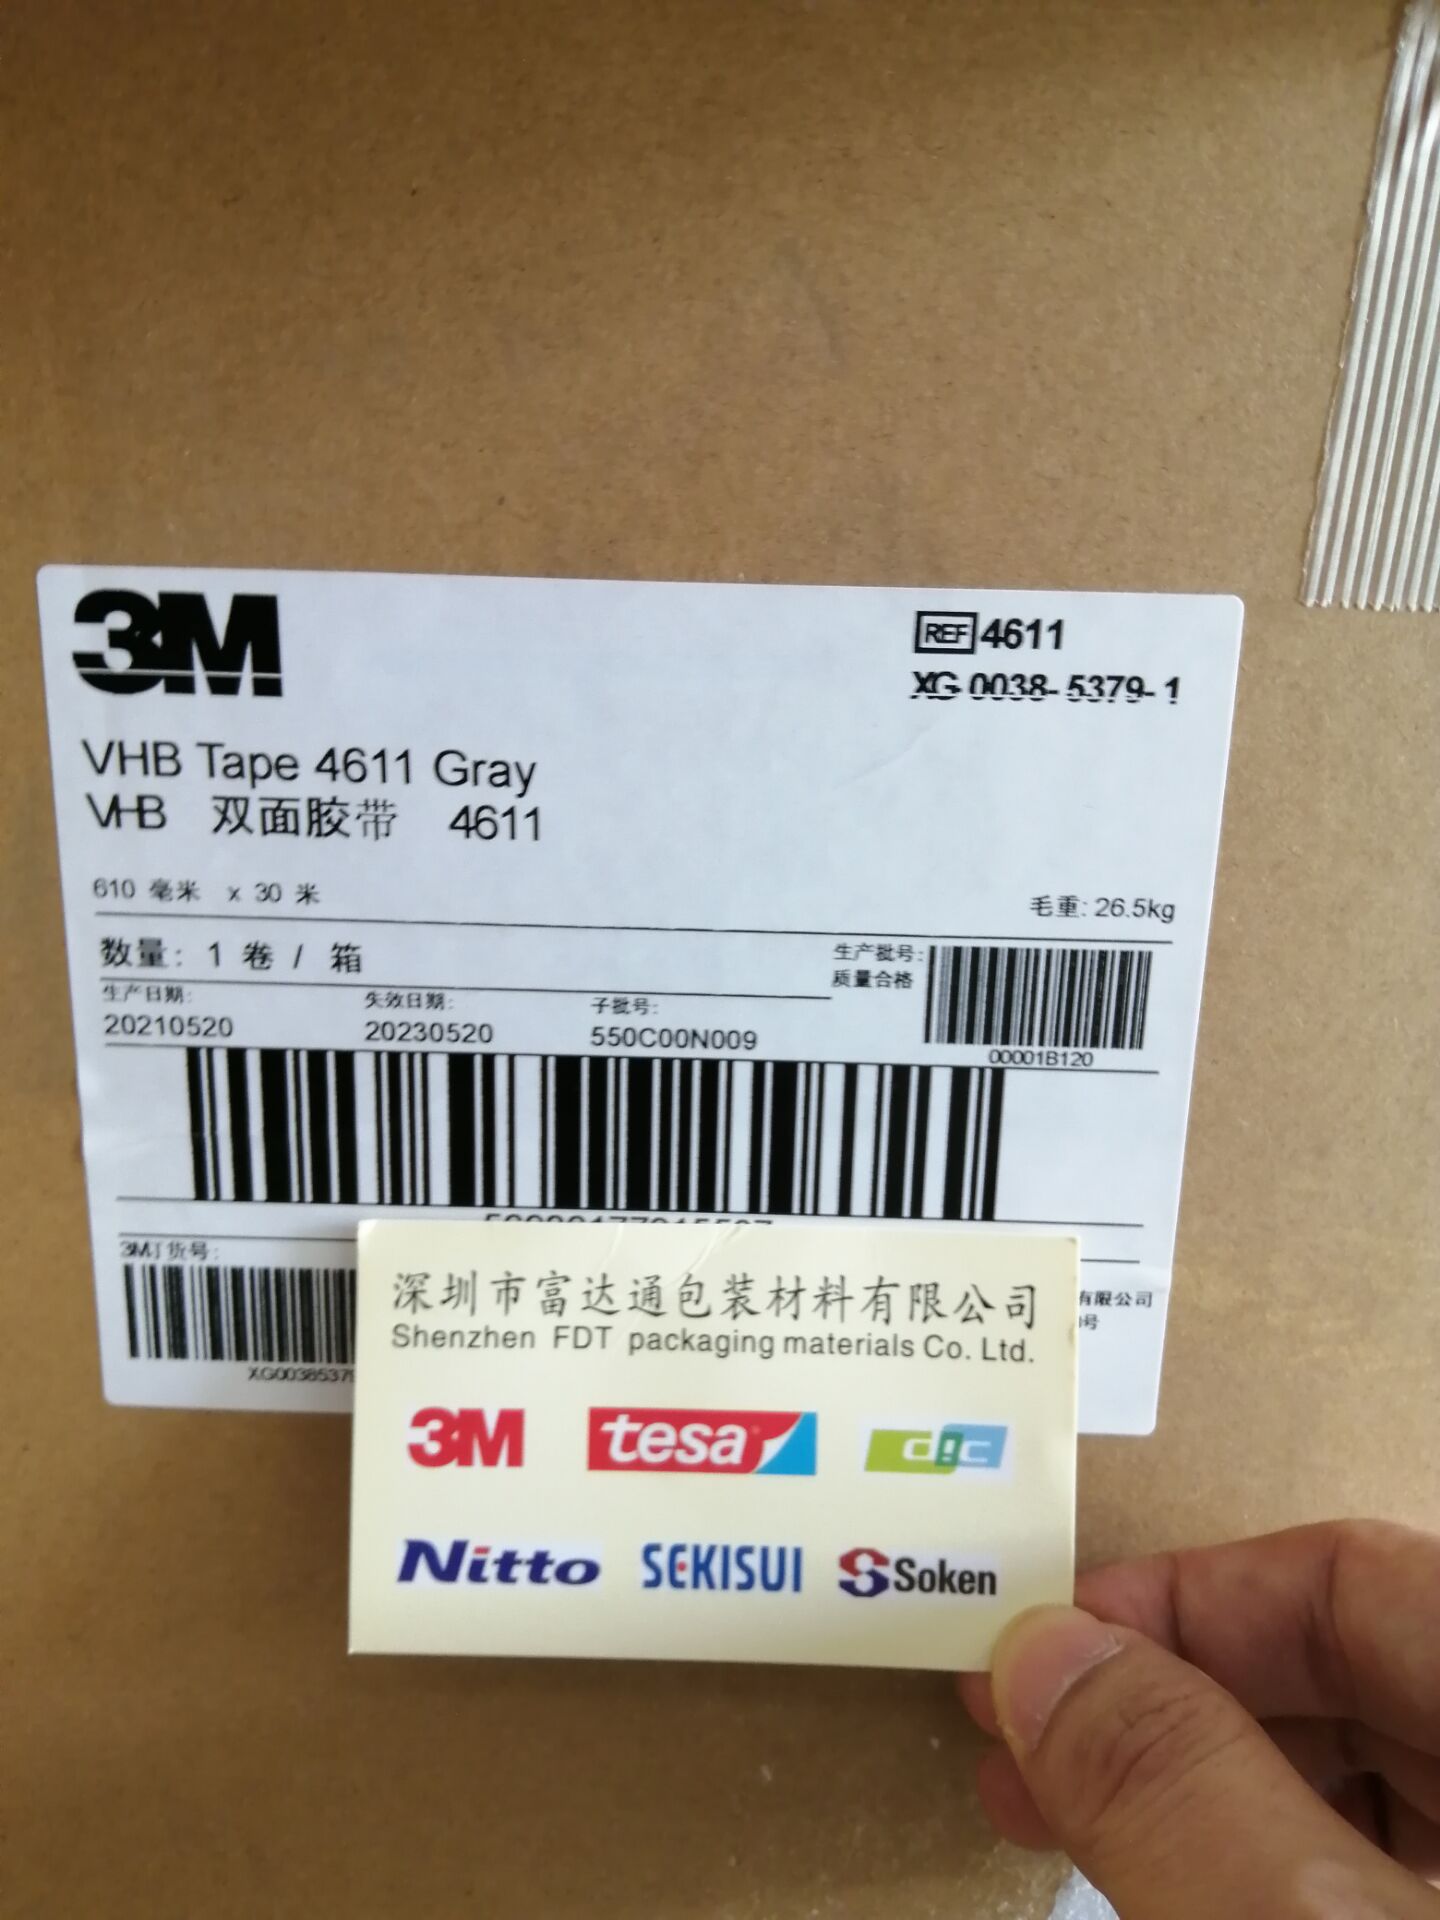 3M
REF 4611
XG-0038-5379-1
VHB Tape 4611 Gray
VHB 双面胶带 4611
610 毫米 x 30 米
毛重: 26.5kg
数量: 1 卷 / 箱
生产批号:
质量合格
00001B120
生产日期: 失效日期: 子批号:
20210520 20230520 550C00N009
3M订货号:
XG0038537
有限公司
号
深圳市富达通包装材料有限公司
Shenzhen FDT packaging materials Co. Ltd.
3M tesa dic
Nitto SEKISUI Soken